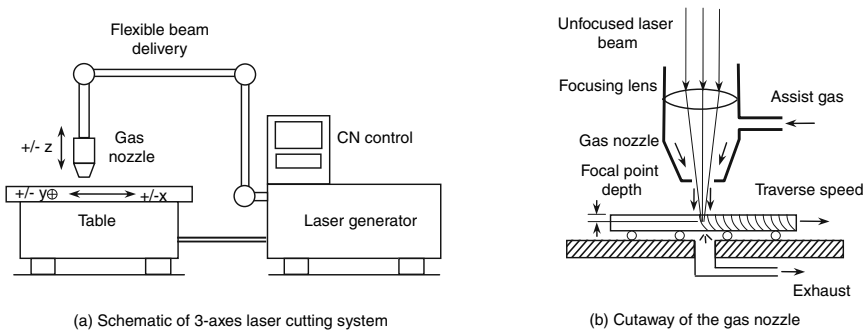 Flexible beam
delivery
+/- z
Gas
nozzle
CN control
+/- y⊕
+/-x
Table
Laser generator
(a) Schematic of 3-axes laser cutting system
Unfocused laser
beam
Focusing lens
Assist gas
Gas nozzle
Focal point
depth
Traverse speed
Exhaust
(b) Cutaway of the gas nozzle